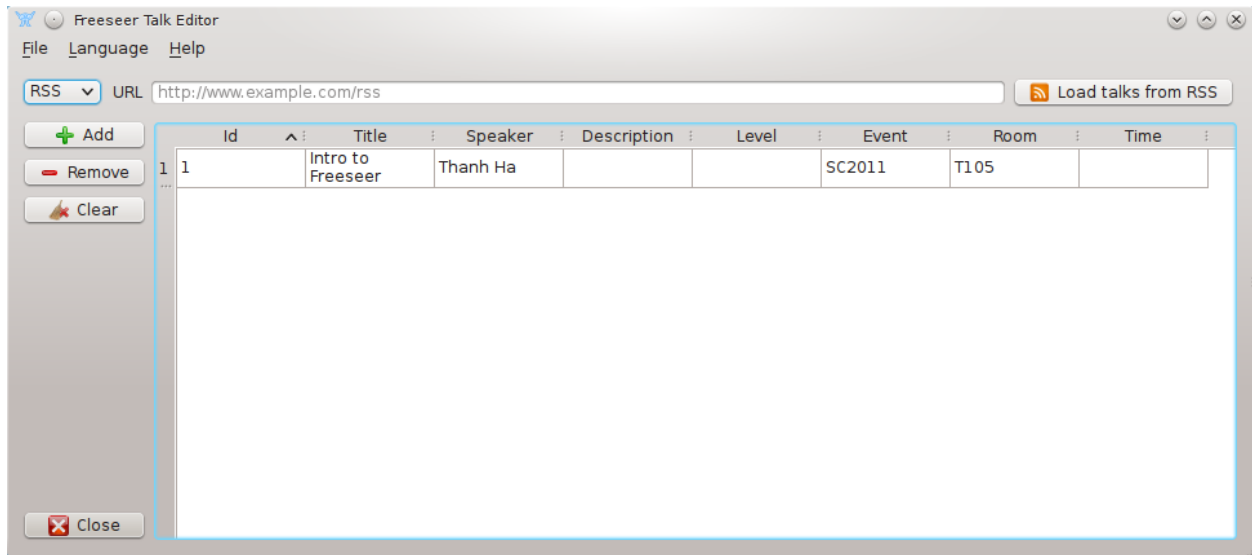 Freeseer Talk Editor
File Language Help
RSS URL http://www.example.com/rss Load talks from RSS
Add
Id Title Speaker Description Level Event Room Time
Remove
1 1 Intro to Freeseer Thanh Ha SC2011 T105
...
Clear
Close